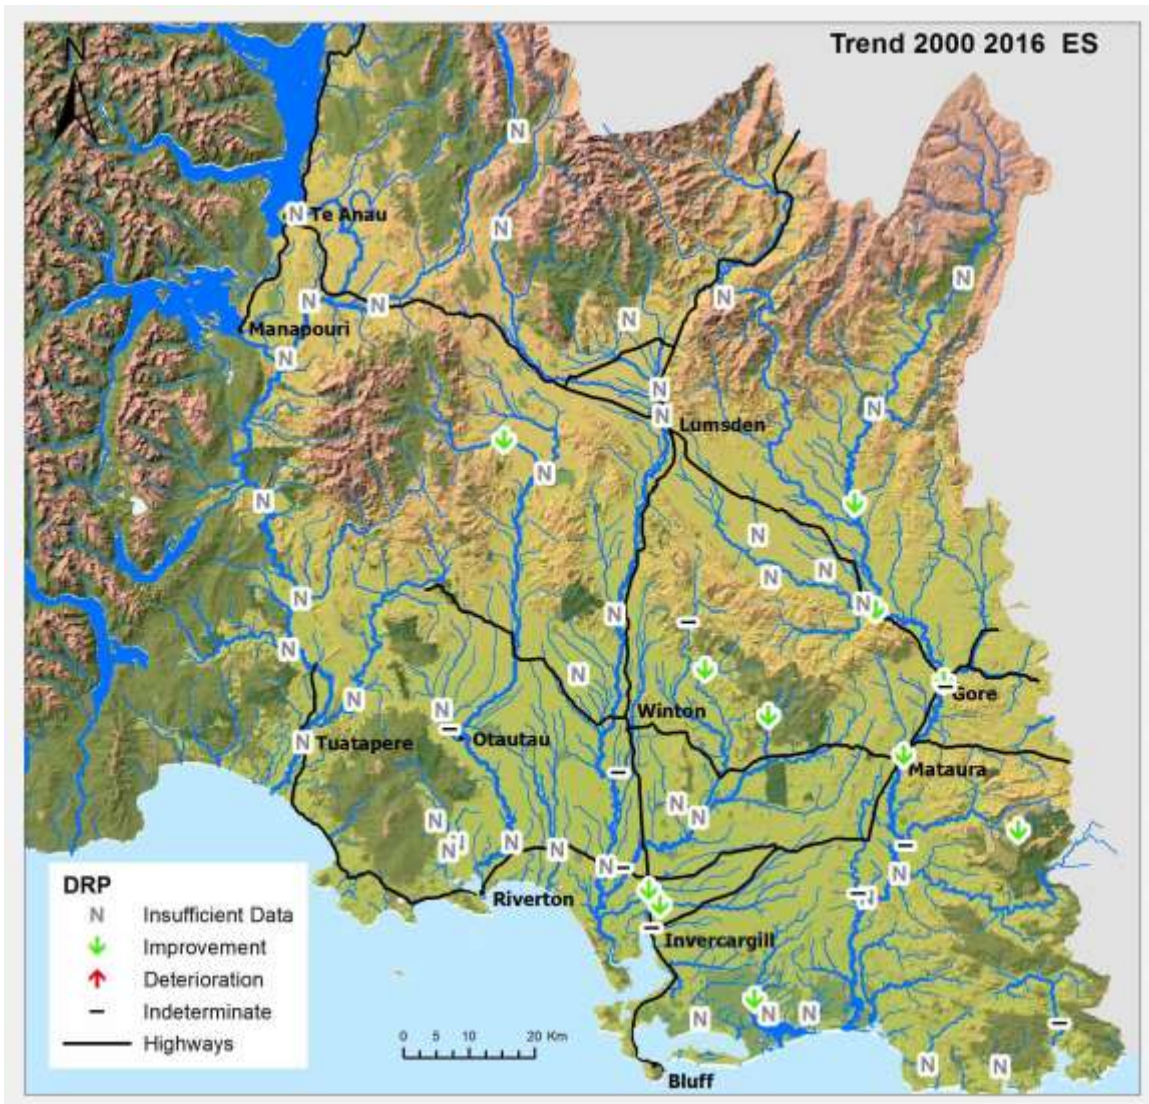 Trend 2000 2016 ES
N
N
Te Anau
N
N
N
N
N
N
Manapouri
N
N
N
N
N
Lumsden
N
N
N
N
N
N
N
N
N
N
N
Gore
N
N
Winton
Otautau
N
Tuatapere
Mataura
N
N
N
N
N
N
N
N
N
Riverton
Invercargill
N
N
N
N
N
Bluff
DRP
N Insufficient Data
Improvement
Deterioration
Indeterminate
Highways
0 5 10 20 Km